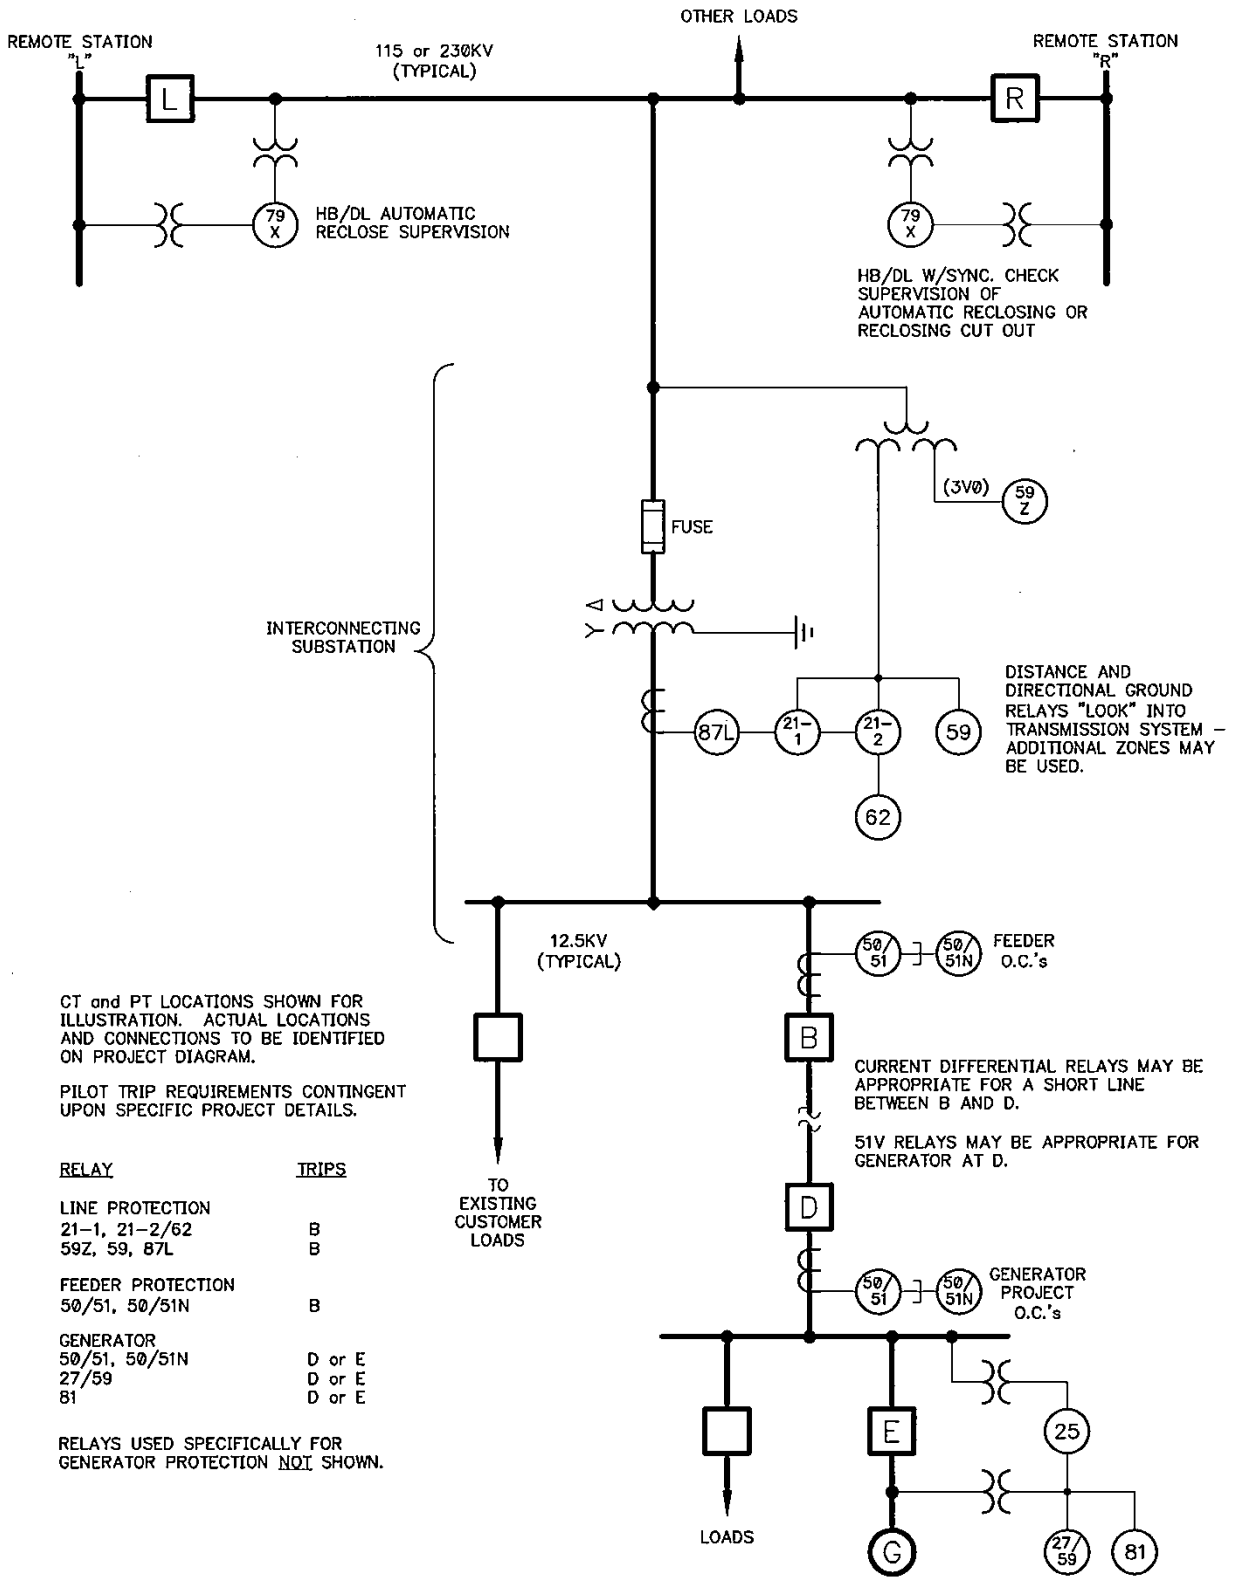 OTHER LOADS
REMOTE STATION
"L"
115 or 230KV
(TYPICAL)
REMOTE STATION
"R"
L
R
79
X
HB/DL AUTOMATIC
RECLOSE SUPERVISION
79
X
HB/DL W/SYNC. CHECK
SUPERVISION OF
AUTOMATIC RECLOSING OR
RECLOSING CUT OUT
(3V0)
59
Z
FUSE
INTERCONNECTING
SUBSTATION
DISTANCE AND
DIRECTIONAL GROUND
RELAYS "LOOK" INTO
TRANSMISSION SYSTEM –
ADDITIONAL ZONES MAY
BE USED.
87L
21-
1
21-
2
59
62
12.5KV
(TYPICAL)
50/
51
50/
51N
FEEDER
O.C.'s
CT and PT LOCATIONS SHOWN FOR
ILLUSTRATION. ACTUAL LOCATIONS
AND CONNECTIONS TO BE IDENTIFIED
ON PROJECT DIAGRAM.
PILOT TRIP REQUIREMENTS CONTINGENT
UPON SPECIFIC PROJECT DETAILS.
B
CURRENT DIFFERENTIAL RELAYS MAY BE
APPROPRIATE FOR A SHORT LINE
BETWEEN B AND D.
51V RELAYS MAY BE APPROPRIATE FOR
GENERATOR AT D.
TO
EXISTING
CUSTOMER
LOADS
D
RELAY TRIPS
LINE PROTECTION
21-1, 21-2/62 B
59Z, 59, 87L B
FEEDER PROTECTION
50/51, 50/51N B
GENERATOR
50/51, 50/51N D or E
27/59 D or E
81 D or E
RELAYS USED SPECIFICALLY FOR
GENERATOR PROTECTION NOT SHOWN.
50/
51
50/
51N
GENERATOR
PROJECT
O.C.'s
E
25
LOADS
G
27/
59
81